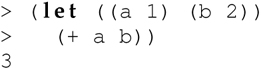 > (let ((a 1) (b 2))
>   (+ a b))
3